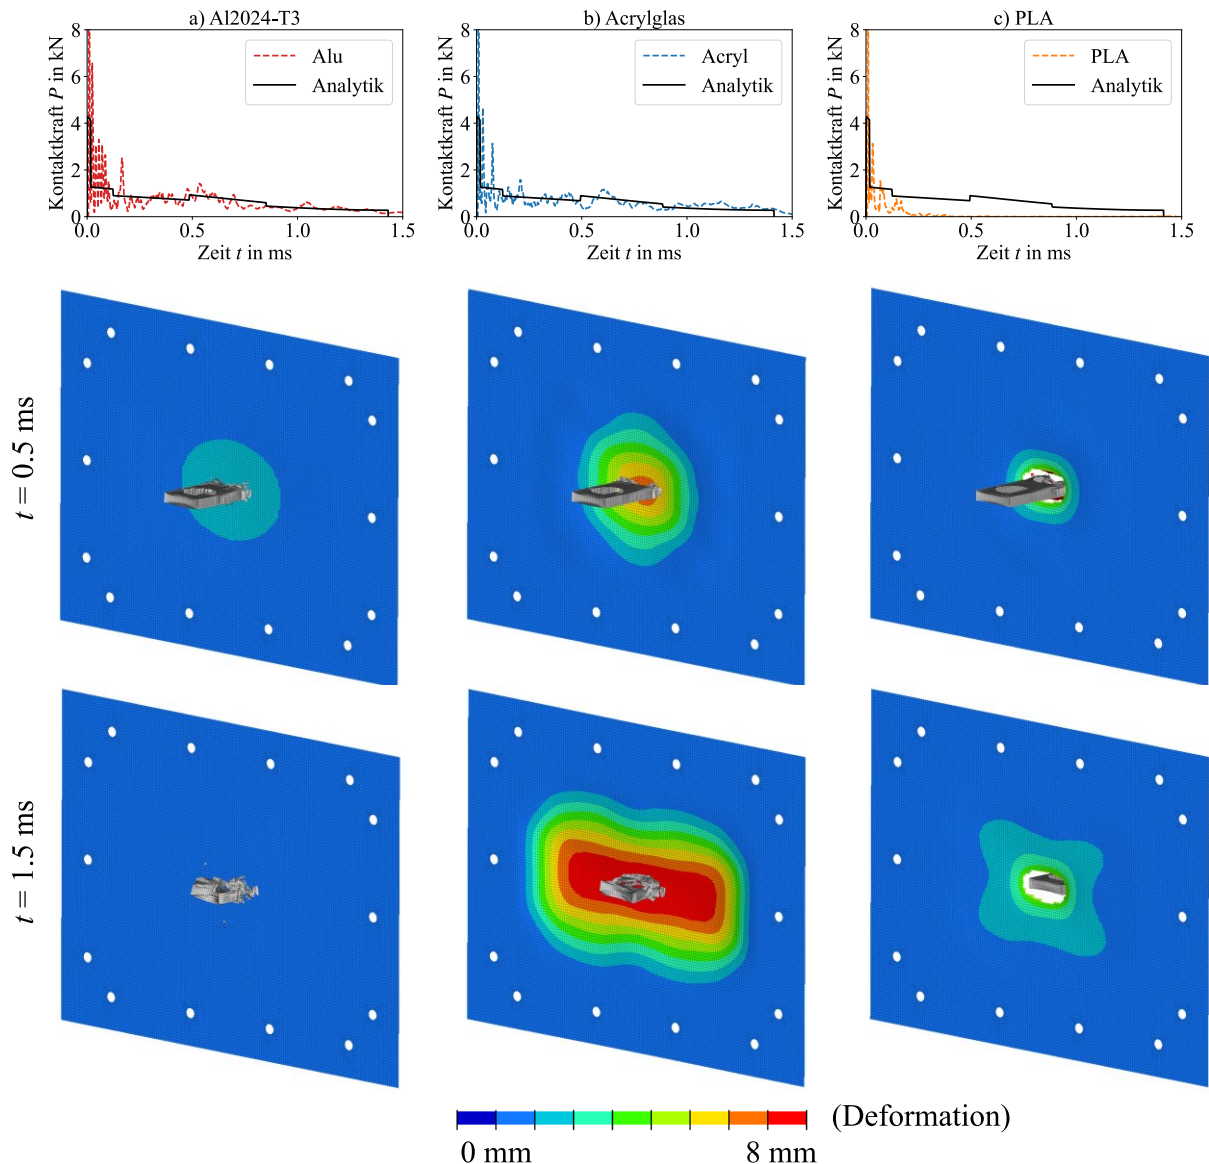 a) Al2024-T3
Kontaktkraft P in kN
8
6
4
2
0
Alu
Analytik
0.0 0.5 1.0 1.5
Zeit t in ms
b) Acrylglas
Kontaktkraft P in kN
8
6
4
2
0
Acryl
Analytik
0.0 0.5 1.0 1.5
Zeit t in ms
c) PLA
Kontaktkraft P in kN
8
6
4
2
0
PLA
Analytik
0.0 0.5 1.0 1.5
Zeit t in ms
t = 0.5 ms
t = 1.5 ms
(Deformation)
0 mm 8 mm